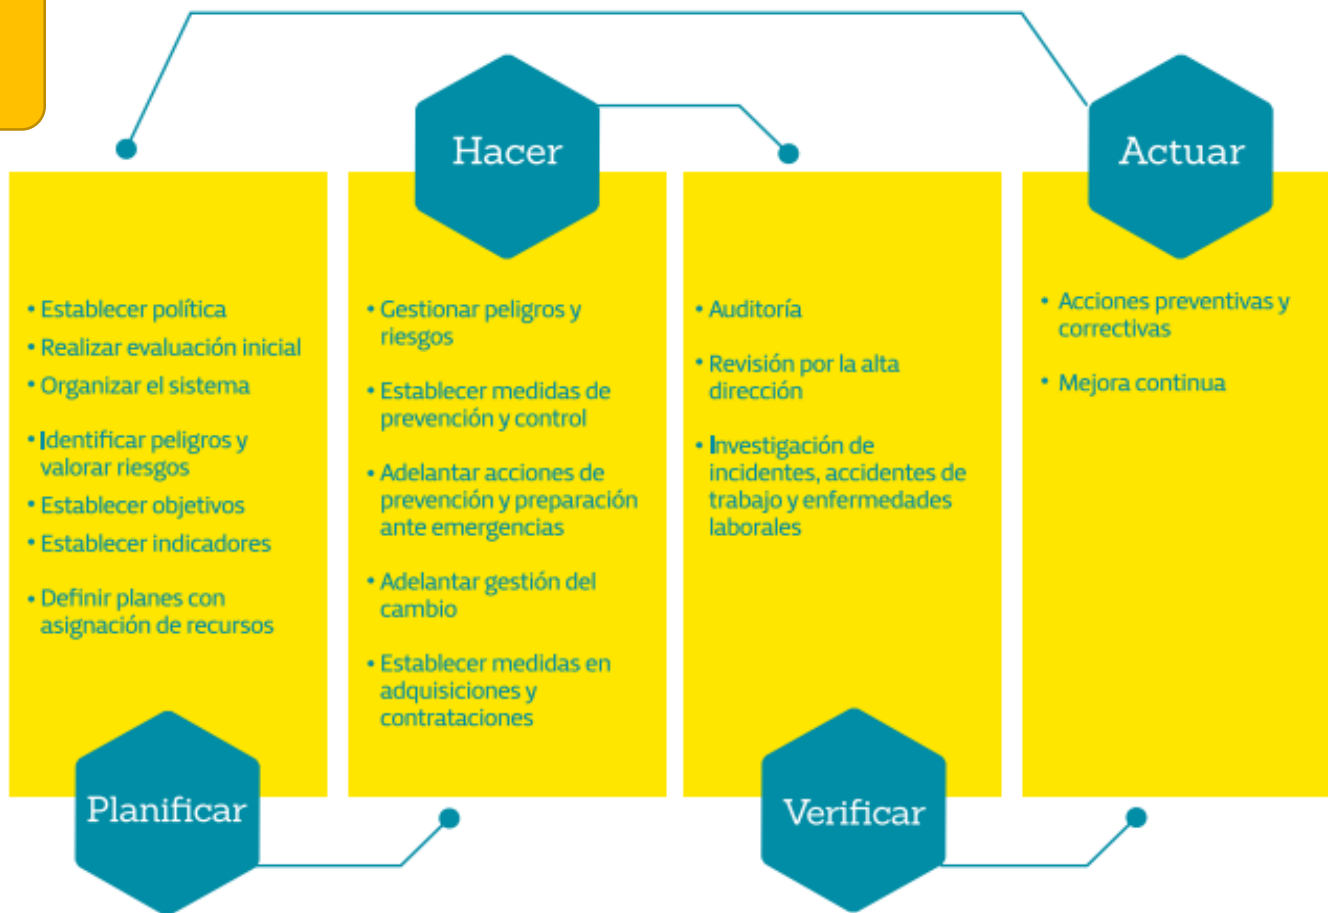 Planificar
• Establecer política
• Realizar evaluación inicial
• Organizar el sistema
• Identificar peligros y
valorar riesgos
• Establecer objetivos
• Establecer indicadores
• Definir planes con
asignación de recursos
Hacer
• Gestionar peligros y
riesgos
• Establecer medidas de
prevención y control
• Adelantar acciones de
prevención y preparación
ante emergencias
• Adelantar gestión del
cambio
• Establecer medidas en
adquisiciones y
contrataciones
Verificar
• Auditoría
• Revisión por la alta
dirección
• Investigación de
incidentes, accidentes de
trabajo y enfermedades
laborales
Actuar
• Acciones preventivas y
correctivas
• Mejora continua